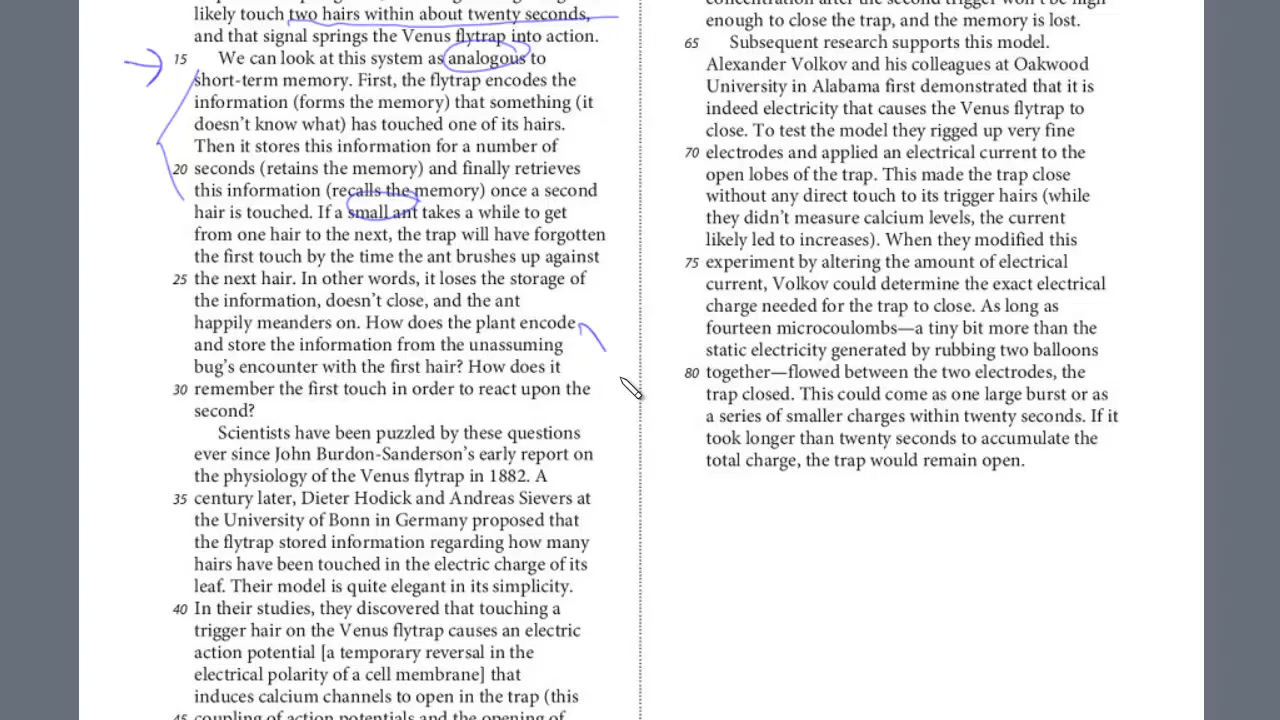 likely touch two hairs within about twenty seconds,
and that signal springs the Venus flytrap into action.
15 We can look at this system as analogous to
short-term memory. First, the flytrap encodes the
information (forms the memory) that something (it
doesn't know what) has touched one of its hairs.
Then it stores this information for a number of
20 seconds (retains the memory) and finally retrieves
this information (recalls the memory) once a second
hair is touched. If a small ant takes a while to get
from one hair to the next, the trap will have forgotten
the first touch by the time the ant brushes up against
25 the next hair. In other words, it loses the storage of
the information, doesn't close, and the ant
happily meanders on. How does the plant encode
and store the information from the unassuming
bug's encounter with the first hair? How does it
30 remember the first touch in order to react upon the
second?
Scientists have been puzzled by these questions
ever since John Burdon-Sanderson's early report on
the physiology of the Venus flytrap in 1882. A
35 century later, Dieter Hodick and Andreas Sievers at
the University of Bonn in Germany proposed that
the flytrap stored information regarding how many
hairs have been touched in the electric charge of its
leaf. Their model is quite elegant in its simplicity.
40 In their studies, they discovered that touching a
trigger hair on the Venus flytrap causes an electric
action potential [a temporary reversal in the
electrical polarity of a cell membrane] that
induces calcium channels to open in the trap (this
45 coupling of action potentials and the opening of
concentration after the second trigger won't be high
enough to close the trap, and the memory is lost.
65 Subsequent research supports this model.
Alexander Volkov and his colleagues at Oakwood
University in Alabama first demonstrated that it is
indeed electricity that causes the Venus flytrap to
close. To test the model they rigged up very fine
70 electrodes and applied an electrical current to the
open lobes of the trap. This made the trap close
without any direct touch to its trigger hairs (while
they didn't measure calcium levels, the current
likely led to increases). When they modified this
75 experiment by altering the amount of electrical
current, Volkov could determine the exact electrical
charge needed for the trap to close. As long as
fourteen microcoulombs—a tiny bit more than the
static electricity generated by rubbing two balloons
80 together—flowed between the two electrodes, the
trap closed. This could come as one large burst or as
a series of smaller charges within twenty seconds. If it
took longer than twenty seconds to accumulate the
total charge, the trap would remain open.